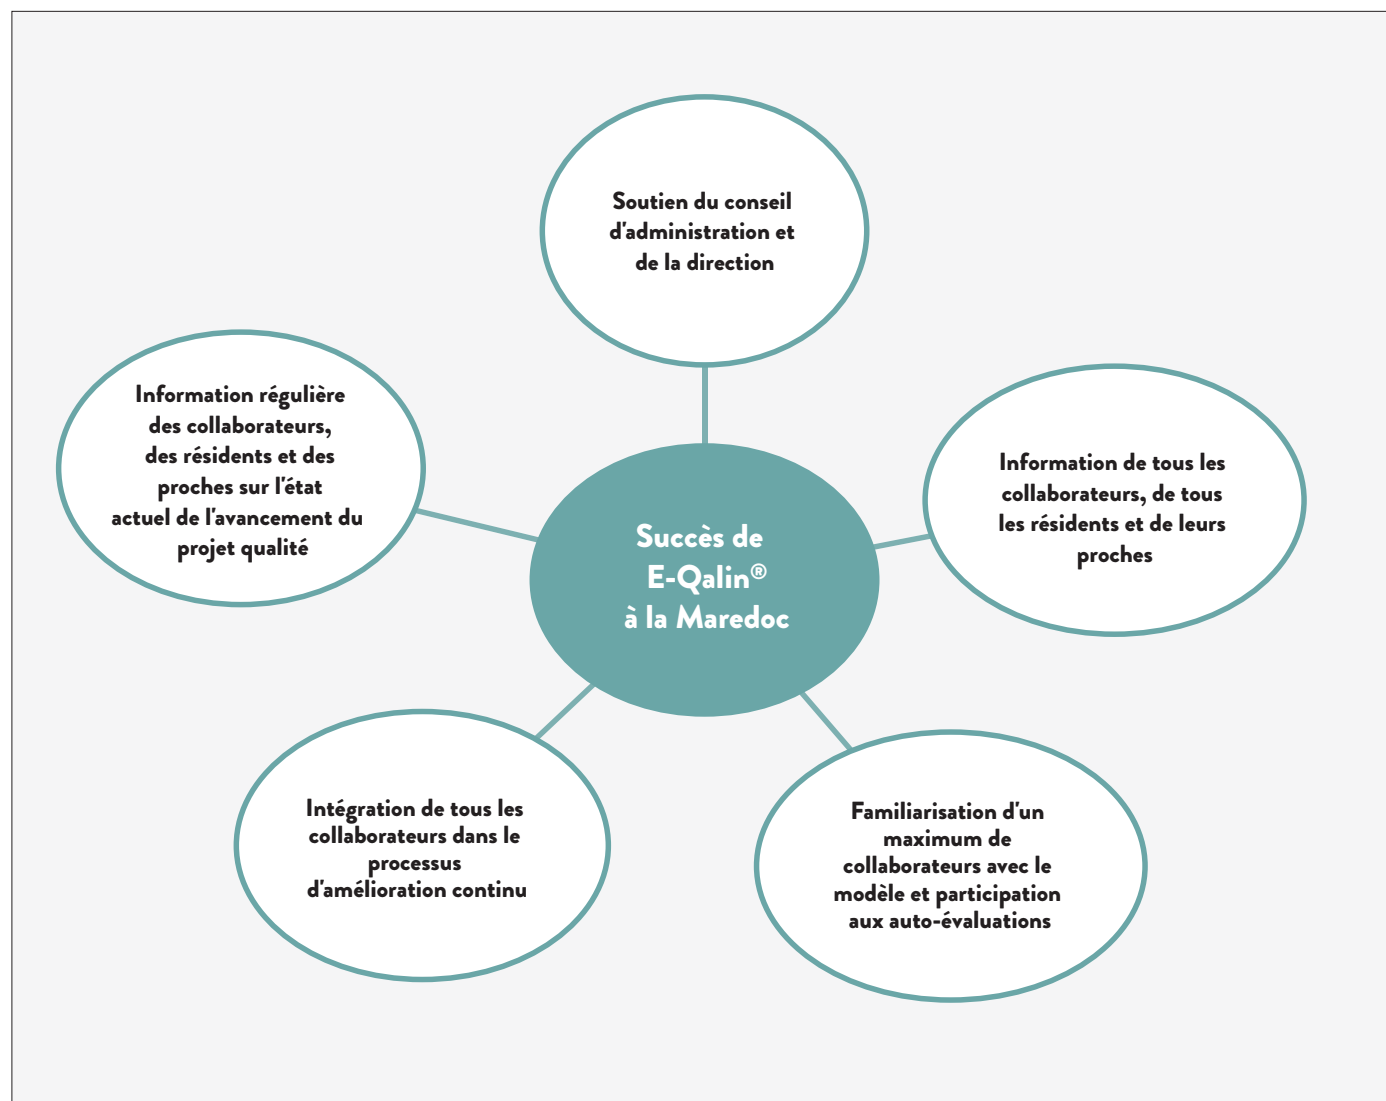 Soutien du conseil
d'administration et
de la direction
Information régulière
des collaborateurs,
des résidents et des
proches sur l'état
actuel de l'avancement du
projet qualité
Information de tous les
collaborateurs, de tous
les résidents et de leurs
proches
Succès de
E-Qalin®
à la Maredoc
Intégration de tous les
collaborateurs dans le
processus
d'amélioration continu
Familiarisation d'un
maximum de
collaborateurs avec le
modèle et participation
aux auto-évaluations